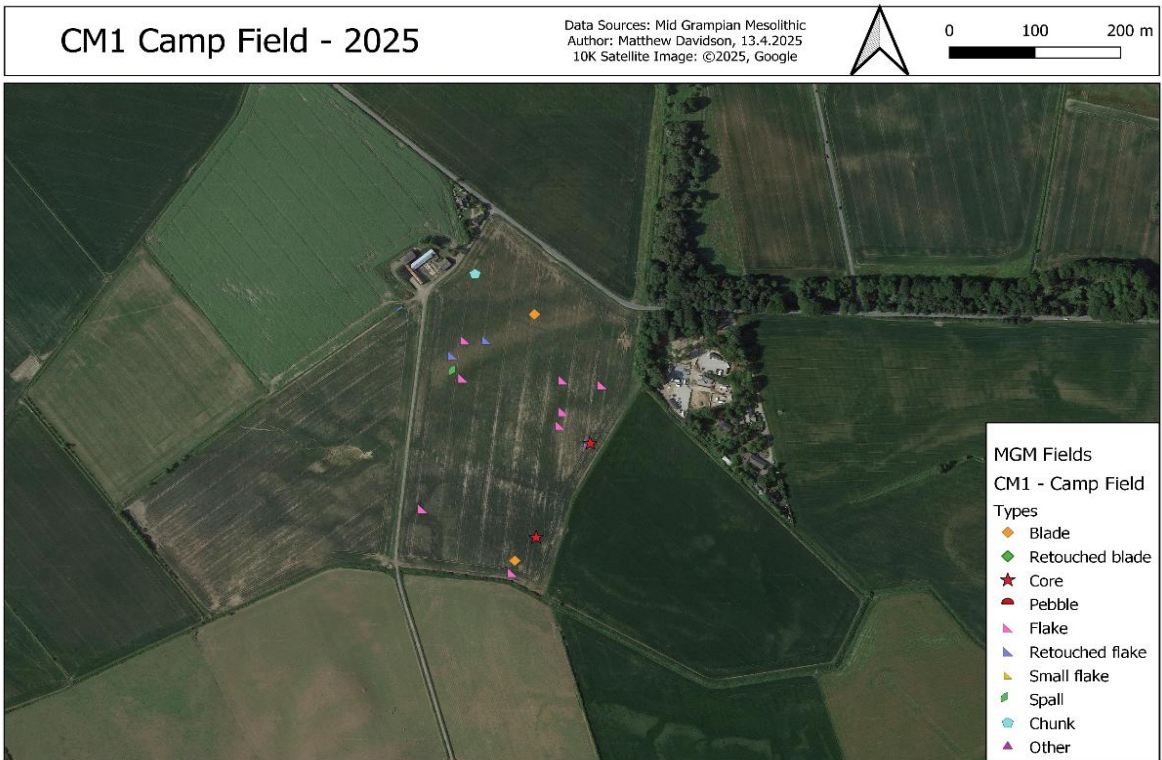 CM1 Camp Field - 2025
Data Sources: Mid Grampian Mesolithic
Author: Matthew Davidson, 13.4.2025
10K Satellite Image: ©2025, Google
0 100 200 m
MGM Fields
CM1 - Camp Field
Types
Blade
Retouched blade
Core
Pebble
Flake
Retouched flake
Small flake
Spall
Chunk
Other